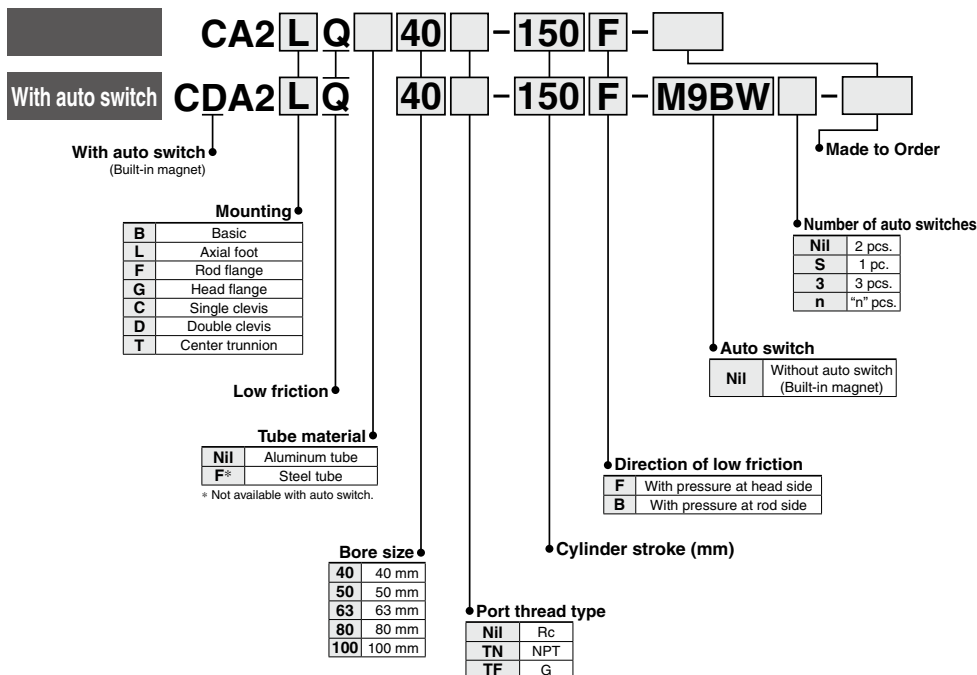 CA2 L Q 40 - 150 F -
With auto switch CDA2 L Q 40 - 150 F - M9BW -
With auto switch
(Built-in magnet)
Made to Order
Mounting
B Basic
L Axial foot
F Rod flange
G Head flange
C Single clevis
D Double clevis
T Center trunnion
Number of auto switches
Nil 2 pcs.
S 1 pc.
3 3 pcs.
n “n” pcs.
Auto switch
Nil Without auto switch
(Built-in magnet)
Low friction
Tube material
Nil Aluminum tube
F* Steel tube
* Not available with auto switch.
Direction of low friction
F With pressure at head side
B With pressure at rod side
Cylinder stroke (mm)
Bore size
40 40 mm
50 50 mm
63 63 mm
80 80 mm
100 100 mm
Port thread type
Nil Rc
TN NPT
TF G